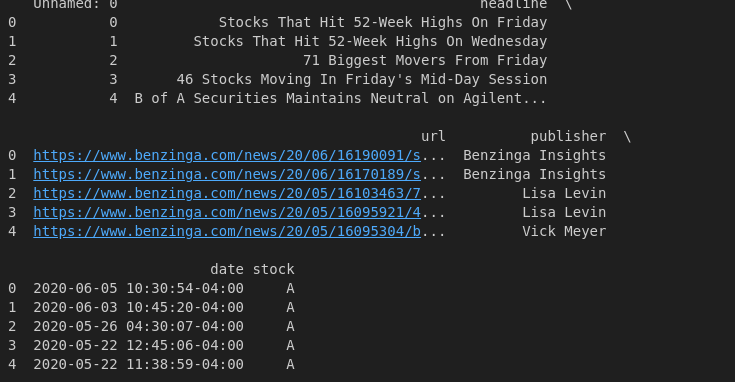 Unnamed: 0 headline \
0 0 Stocks That Hit 52-Week Highs On Friday
1 1 Stocks That Hit 52-Week Highs On Wednesday
2 2 71 Biggest Movers From Friday
3 3 46 Stocks Moving In Friday's Mid-Day Session
4 4 B of A Securities Maintains Neutral on Agilent...
url publisher \
0 https://www.benzinga.com/news/20/06/16190091/s... Benzinga Insights
1 https://www.benzinga.com/news/20/06/16170189/s... Benzinga Insights
2 https://www.benzinga.com/news/20/05/16103463/7... Lisa Levin
3 https://www.benzinga.com/news/20/05/16095921/4... Lisa Levin
4 https://www.benzinga.com/news/20/05/16095304/b... Vick Meyer
date stock
0 2020-06-05 10:30:54-04:00 A
1 2020-06-03 10:45:20-04:00 A
2 2020-05-26 04:30:07-04:00 A
3 2020-05-22 12:45:06-04:00 A
4 2020-05-22 11:38:59-04:00 A